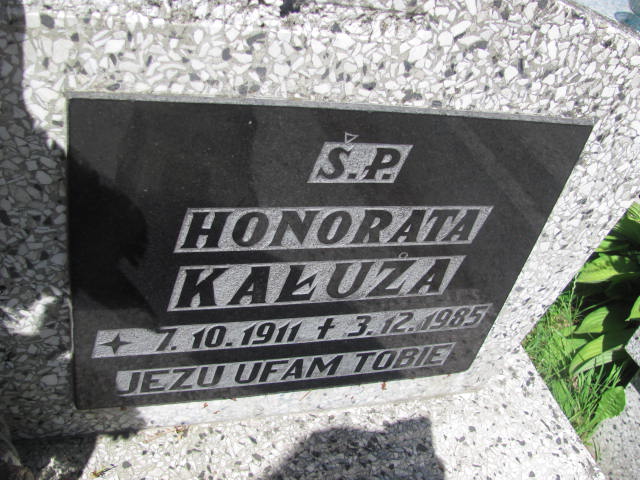 Ś.P.
HONORATA
KAŁUŻA
7.10.1911 ✝ 3.12.1985
JEZU UFAM TOBIE